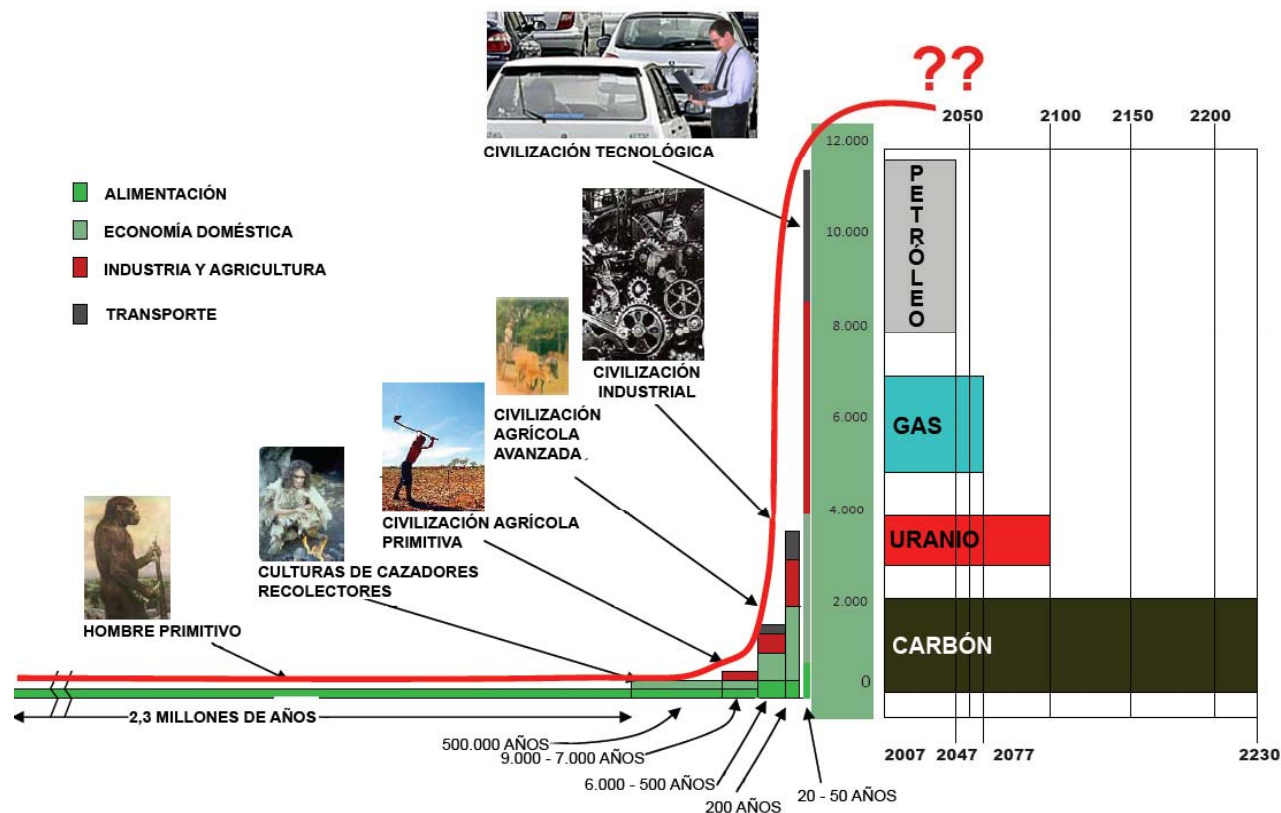 ??
2050
2100
2150
2200
12.000
CIVILIZACIÓN TECNOLÓGICA
ALIMENTACIÓN
ECONOMÍA DOMÉSTICA
INDUSTRIA Y AGRICULTURA
TRANSPORTE
10.000
8.000
6.000
4.000
2.000
0
PETRÓLEO
GAS
URANIO
CARBÓN
CIVILIZACIÓN
INDUSTRIAL
CIVILIZACIÓN
AGRÍCOLA
AVANZADA
CIVILIZACIÓN AGRÍCOLA
PRIMITIVA
CULTURAS DE CAZADORES
RECOLECTORES
HOMBRE PRIMITIVO
2,3 MILLONES DE AÑOS
500.000 AÑOS
9.000 - 7.000 AÑOS
6.000 - 500 AÑOS
200 AÑOS
20 - 50 AÑOS
2007
2047
2077
2230